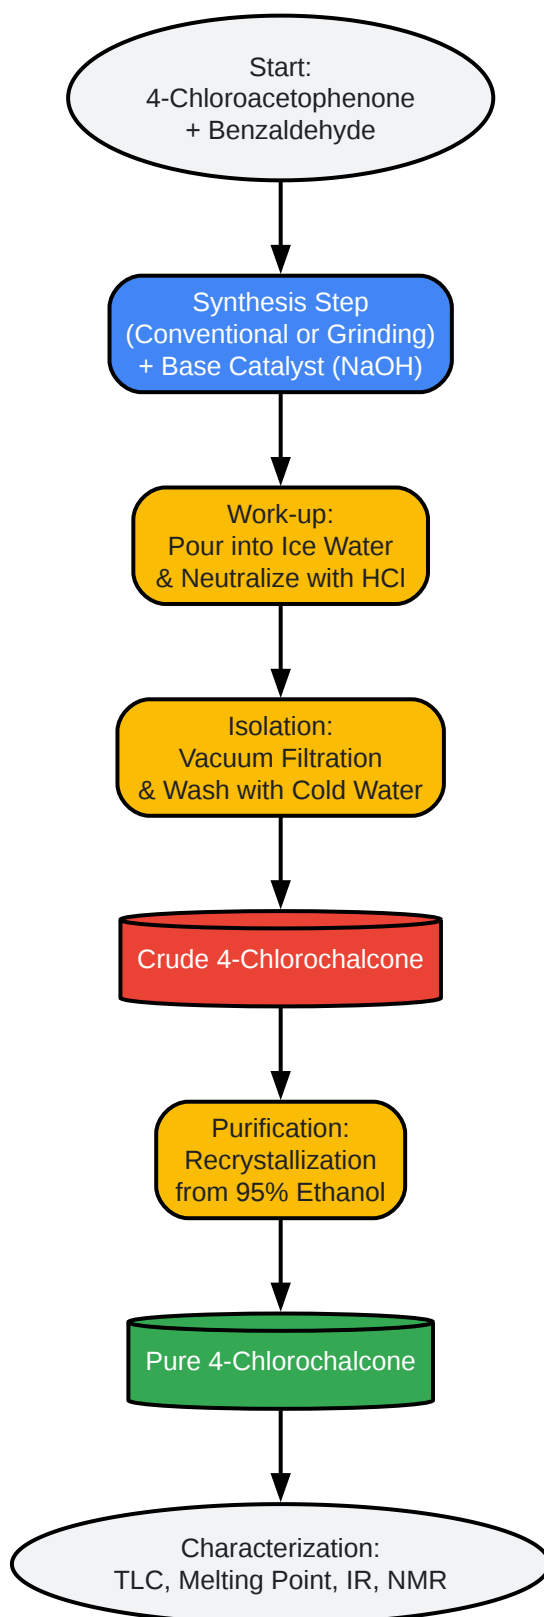 Start:
4-Chloroacetophenone
+ Benzaldehyde
Synthesis Step
(Conventional or Grinding)
+ Base Catalyst (NaOH)
Work-up:
Pour into Ice Water
& Neutralize with HCl
Isolation:
Vacuum Filtration
& Wash with Cold Water
Crude 4-Chlorochalcone
Purification:
Recrystallization
from 95% Ethanol
Pure 4-Chlorochalcone
Characterization:
TLC, Melting Point, IR, NMR